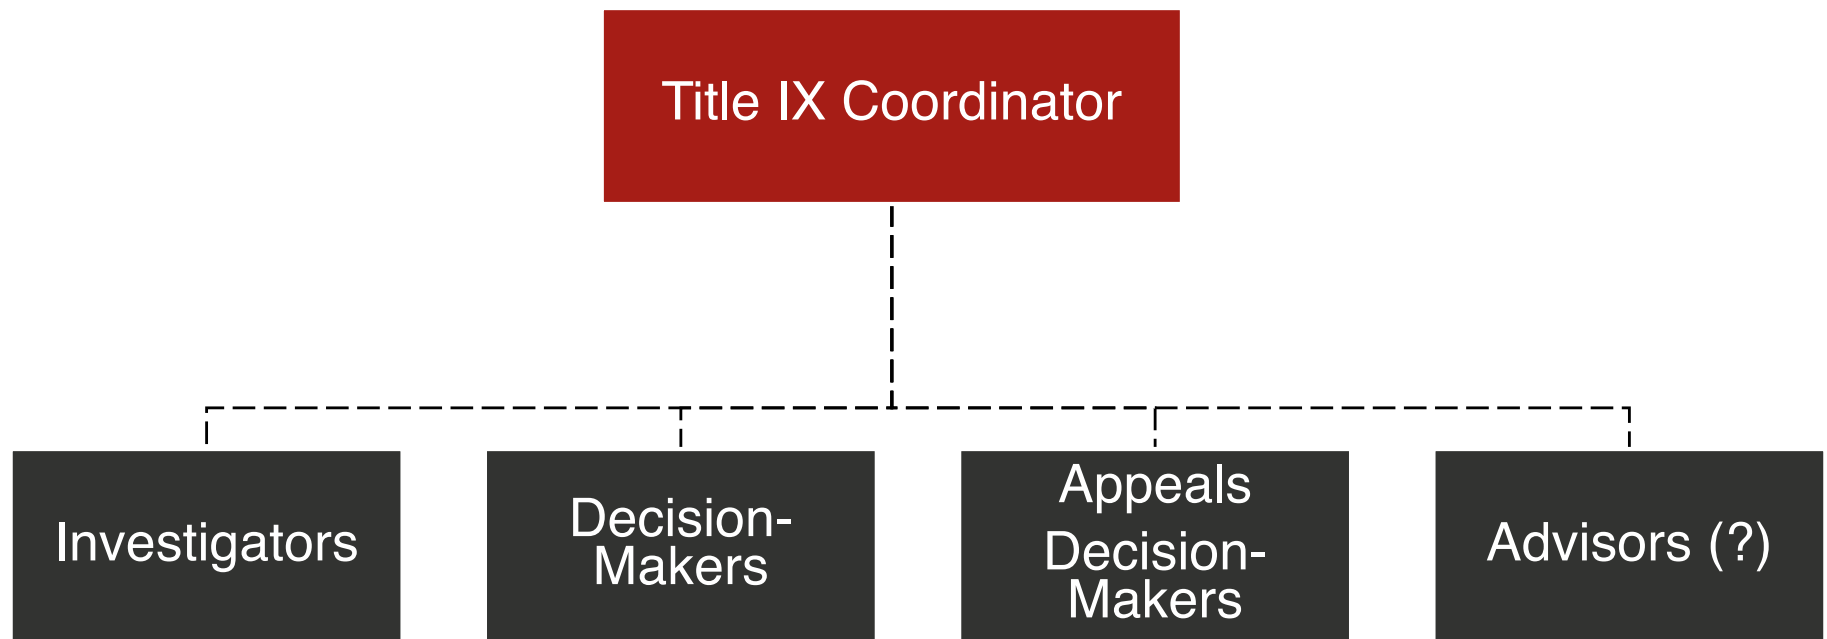 Title IX Coordinator
Investigators
Decision-
Makers
Appeals
Decision-
Makers
Advisors (?)